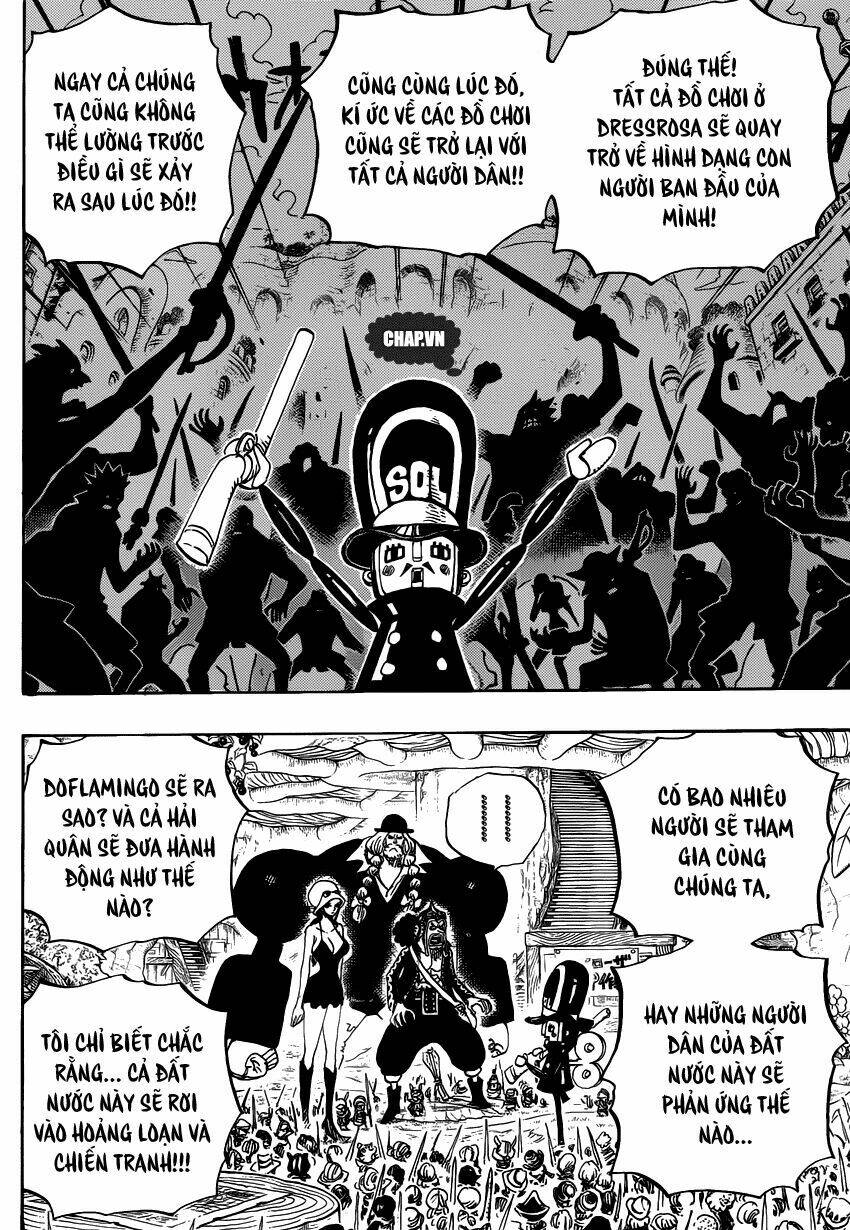 ĐÚNG THẾ!
TẤT CẢ ĐỒ CHƠI Ở
DRESSROSA SẼ QUAY
TRỞ VỀ HÌNH DẠNG CON
NGƯỜI BAN ĐẦU CỦA
MÌNH!
CŨNG CÙNG LÚC ĐÓ,
KÍ ỨC VỀ CÁC ĐỒ CHƠI
CŨNG SẼ TRỞ LẠI VỚI
TẤT CẢ NGƯỜI DÂN!!
NGAY CẢ CHÚNG
TA CŨNG KHÔNG
THỂ LƯỜNG TRƯỚC
ĐIỀU GÌ SẼ XẢY
RA SAU LÚC ĐÓ!!
CHAP.VN
SOL
CÓ BAO NHIÊU
NGƯỜI SẼ THAM
GIA CÙNG
CHÚNG TA,
HAY NHỮNG NGƯỜI
DÂN CỦA ĐẤT
NƯỚC NÀY SẼ
PHẢN ỨNG THẾ
NÀO...
DOFLAMINGO SẼ RA
SAO? VÀ CẢ HẢI
QUÂN SẼ ĐƯA HÀNH
ĐỘNG NHƯ THẾ
NÀO?
TÔI CHỈ BIẾT CHẮC
RẰNG... CẢ ĐẤT
NƯỚC NÀY SẼ RƠI
VÀO HOẢNG LOẠN VÀ
CHIẾN TRANH!!!